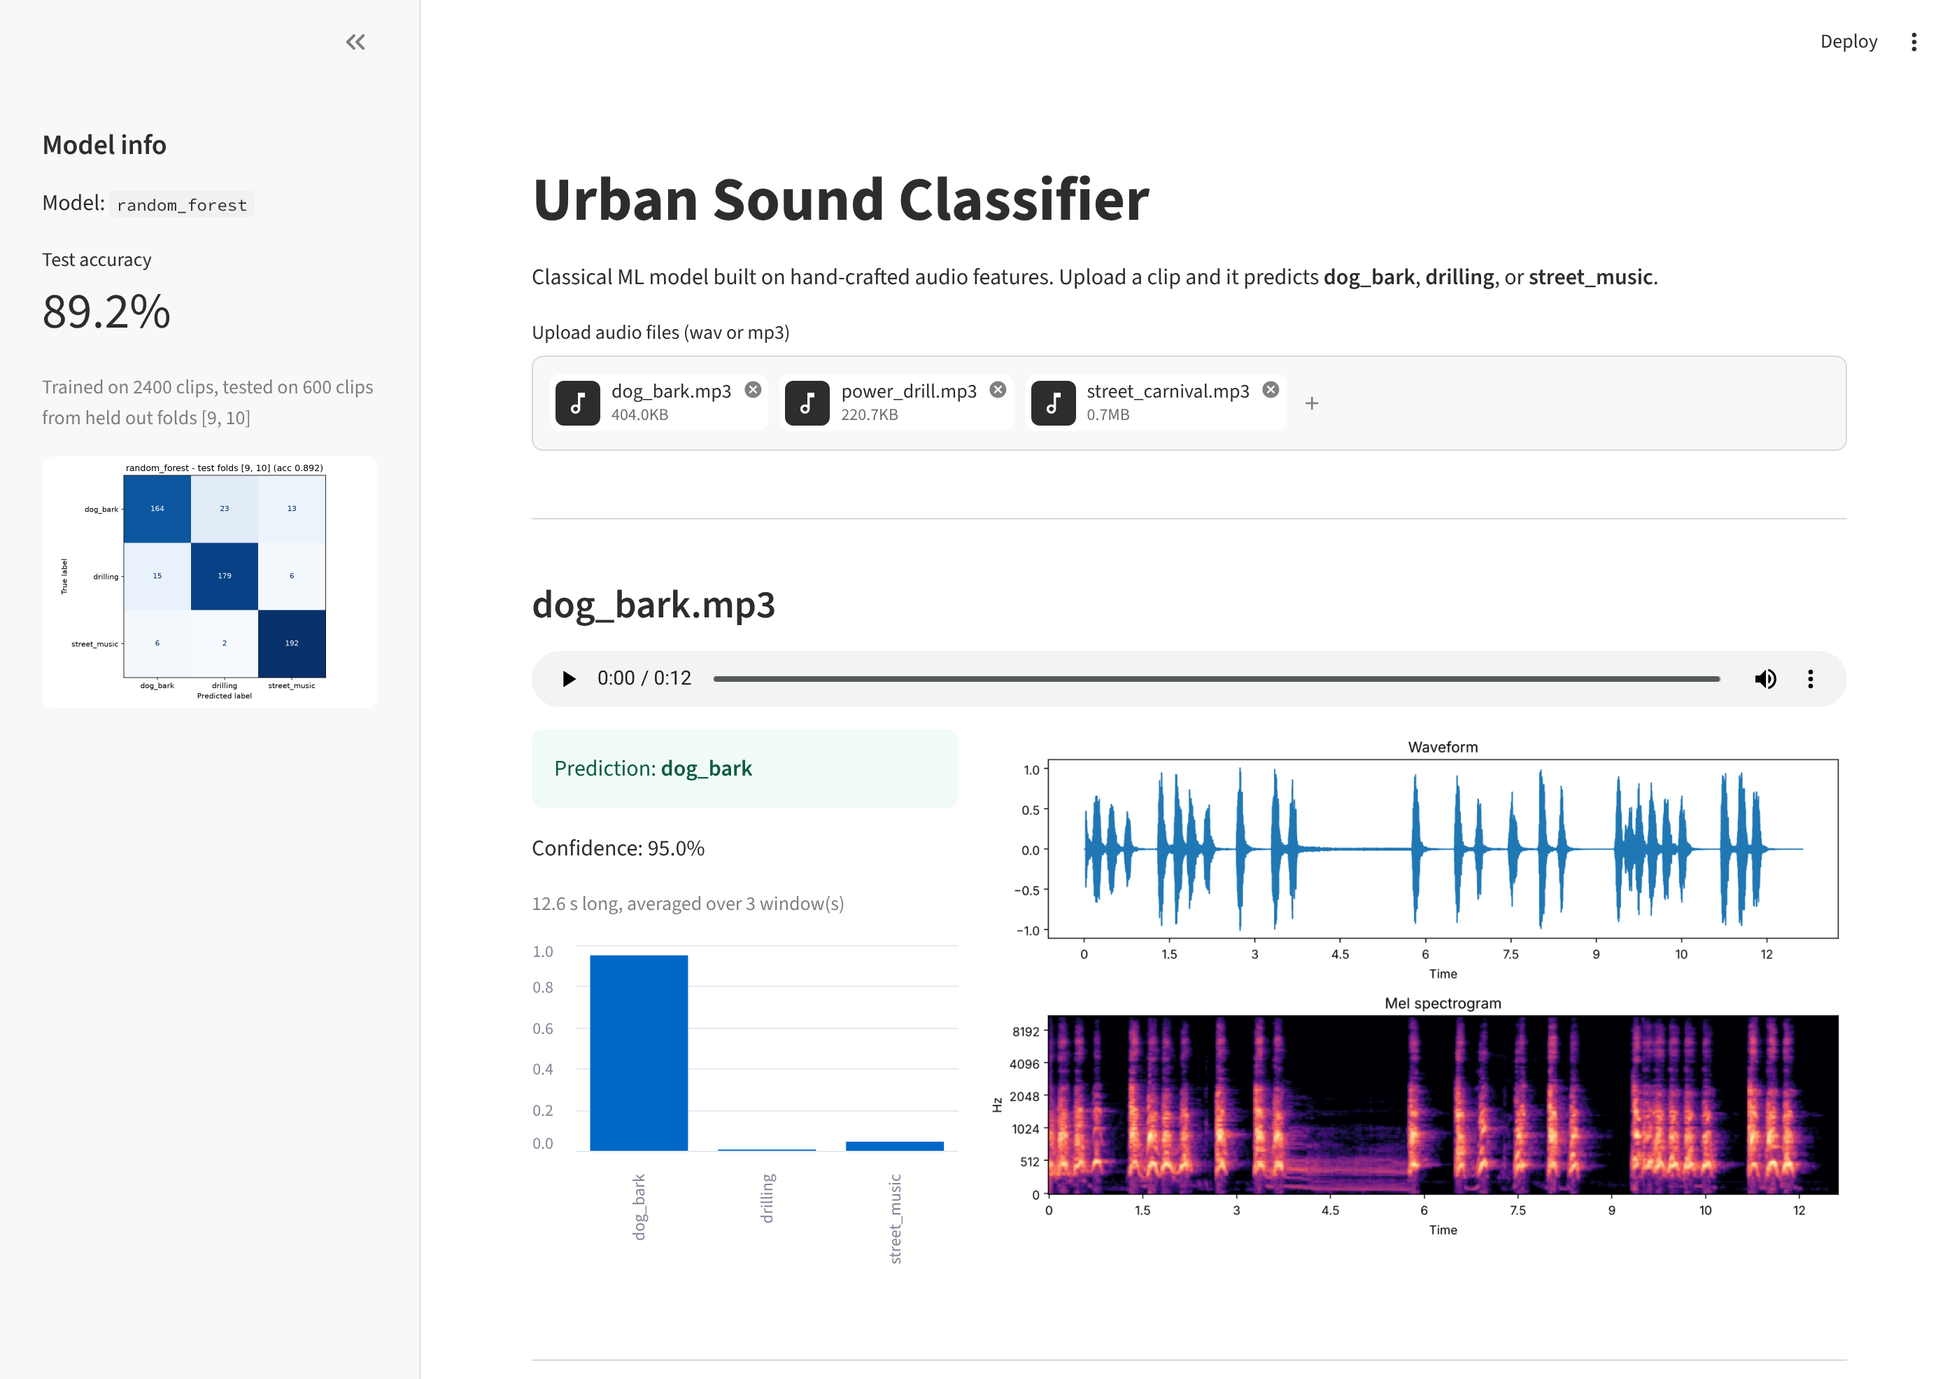 Deploy
Model info
Model: random_forest
Test accuracy
89.2%
Trained on 2400 clips, tested on 600 clips
from held out folds [9, 10]
random_forest - test folds [9, 10] (acc 0.892)
True label
dog_bark 164 23 13
drilling 15 179 6
street_music 6 2 192
dog_bark drilling street_music
Predicted label
Urban Sound Classifier
Classical ML model built on hand-crafted audio features. Upload a clip and it predicts dog_bark, drilling, or street_music.
Upload audio files (wav or mp3)
dog_bark.mp3
404.0KB
power_drill.mp3
220.7KB
street_carnival.mp3
0.7MB
dog_bark.mp3
0:00 / 0:12
Prediction: dog_bark
Confidence: 95.0%
12.6 s long, averaged over 3 window(s)
1.0
0.8
0.6
0.4
0.2
0.0
dog_bark
drilling
street_music
Waveform
1.0
0.5
0.0
−0.5
−1.0
0 1.5 3 4.5 6 7.5 9 10 12
Time
Mel spectrogram
Hz
8192
4096
2048
1024
512
0
0 1.5 3 4.5 6 7.5 9 10 12
Time